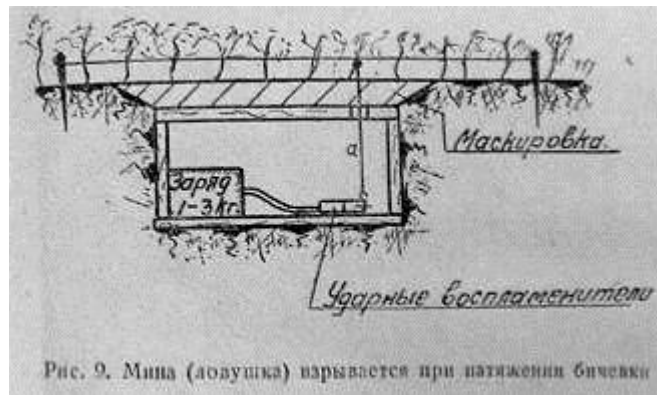 а
Маскировка.
Заряд
1-3 кг.
Ударные воспламенители
Рис. 9. Мина (ловушка) взрывается при натяжении бичевки